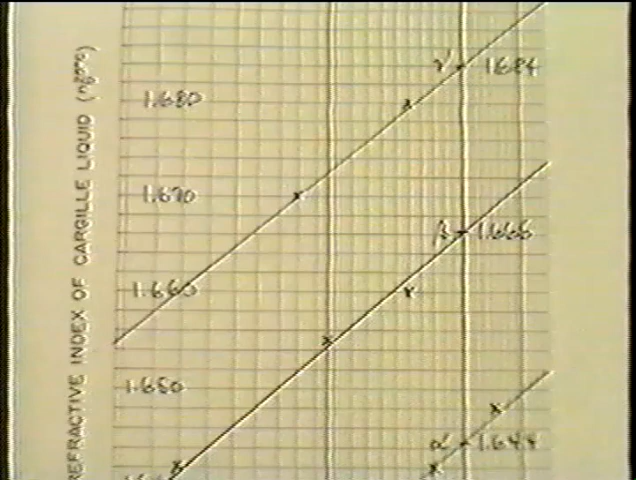 REFRACTIVE INDEX OF CARGILLE LIQUID
γ 1.684
1.680
1.670
β 1.666
1.660
1.650
α 1.644